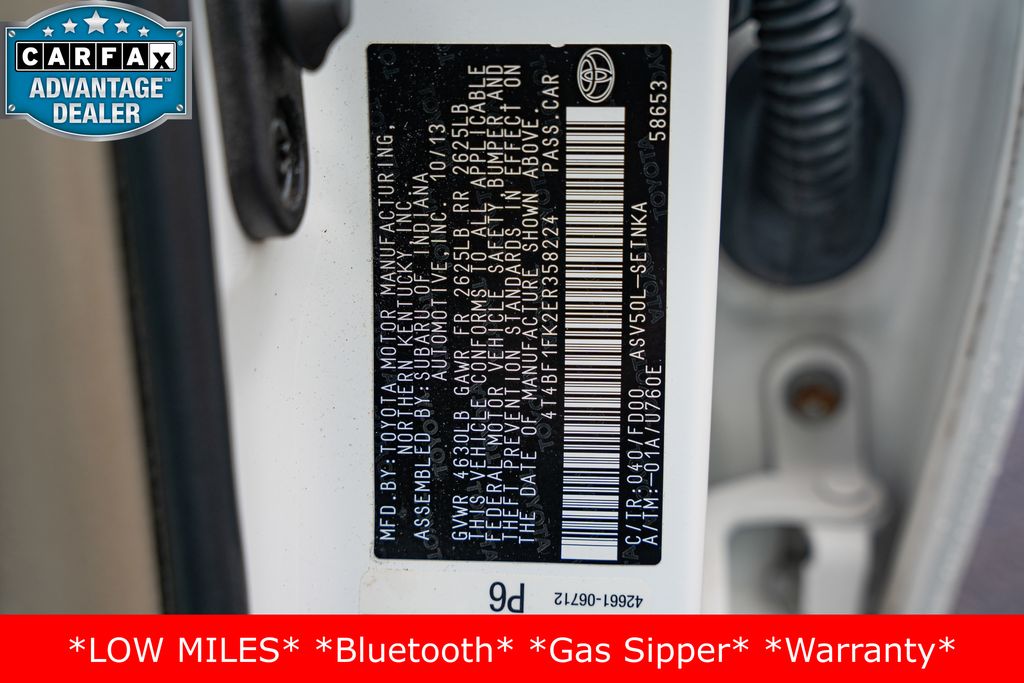 CARFAX
ADVANTAGE™
DEALER
MFD.BY:TOYOTA MOTOR MANUFACTURING,
NORTHERN KENTUCKY,INC.
ASSEMBLED BY:SUBARU OF INDIANA
AUTOMOTIVE,INC. 10/13
GVWR 4630LB GAWR FR 2625LB RR 2625LB
THIS VEHICLE CONFORMS TO ALL APPLICABLE
FEDERAL MOTOR VEHICLE SAFETY,BUMPER,AND
THEFT PREVENTION STANDARDS IN EFFECT ON
THE DATE OF MANUFACTURE SHOWN ABOVE.
4T4BF1FK2ER358224 PASS.CAR
58653
C/TR:040/FD00 ASV50L-SETNKA
A/TM:-01A/U760E
P6
42661-06712
*LOW MILES* *Bluetooth* *Gas Sipper* *Warranty*